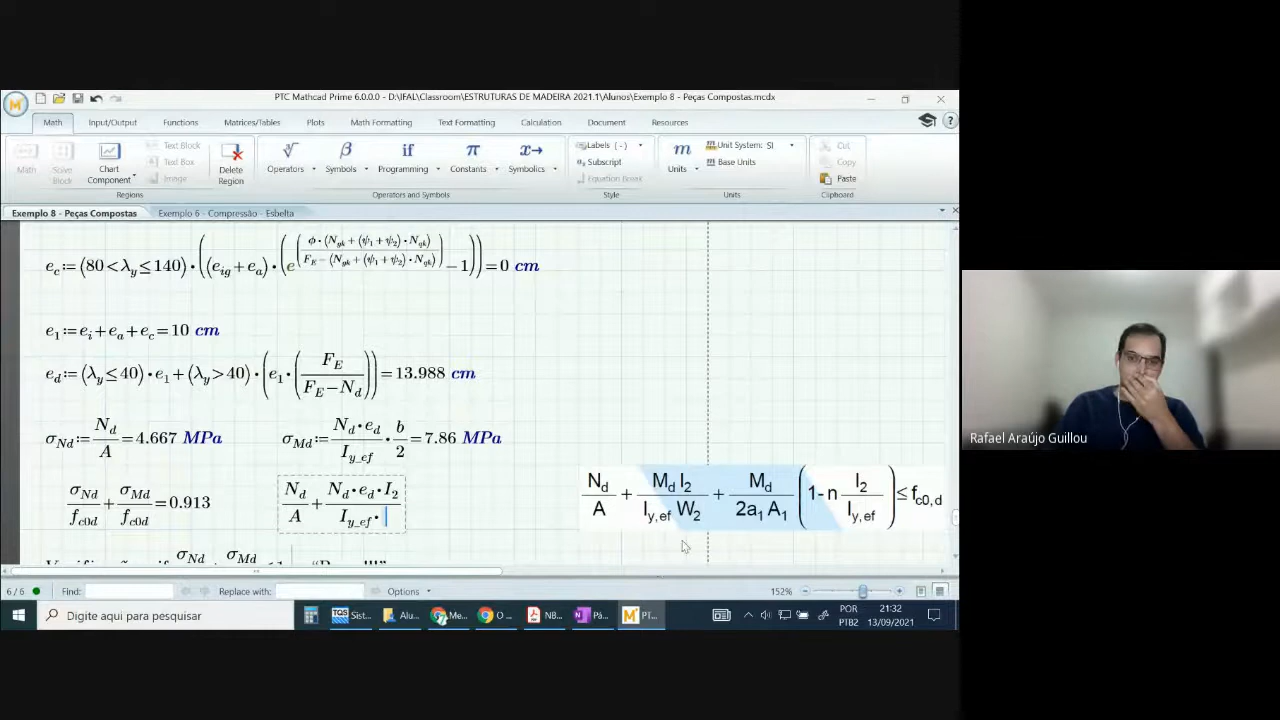 PTC Mathcad Prime 6.0.0.0 - D:\IFAL\Classroom\ESTRUTURAS DE MADEIRA 2021.1\Alunos\Exemplo 8 - Peças Compostas.mcdx
Math Input/Output Functions Matrices/Tables Plots Math Formatting Text Formatting Calculation Document Resources
Math Solve Block Chart Component Text Block Text Box Image Delete Region Operators Symbols Programming Constants Symbolics Labels (-) Subscript Equation Break Units Unit System: SI Base Units Cut Copy Paste
Regions Operators and Symbols Style Units Clipboard
Exemplo 8 - Peças Compostas Exemplo 6 - Compressão - Esbelta
e_c:=(80<λ_y≤140)·((e_ig+e_a)·(e^((ϕ·(N_gk+(ψ_1+ψ_2)·N_qk))/(F_E−(N_gk+(ψ_1+ψ_2)·N_qk)))−1))=0 cm
e_1:=e_i+e_a+e_c=10 cm
e_d:=(λ_y≤40)·e_1+(λ_y>40)·(e_1·(F_E/(F_E−N_d)))=13.988 cm
σ_Nd:=N_d/A=4.667 MPa σ_Md:=(N_d·e_d/I_y_ef)·b/2=7.86 MPa
σ_Nd/f_c0d+σ_Md/f_c0d=0.913 N_d/A+(N_d·e_d·I_2)/(I_y_ef· N_d/A + M_d I_2/(I_y,ef W_2) + M_d/(2a_1 A_1)(1-n I_2/I_y,ef) ≤ f_c0,d
Rafael Araújo Guillou
6 / 6 Find: Replace with: Options 152%
Digite aqui para pesquisar TQS Sist... Alu... Me... O ... NB... Pá... PT... POR PTB2 21:32 13/09/2021